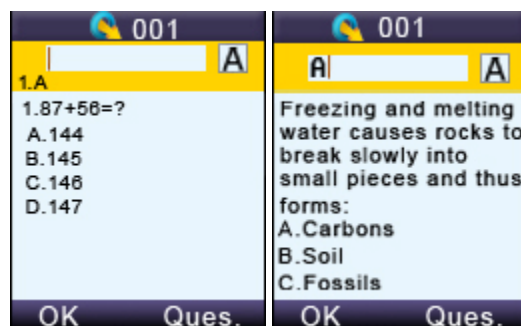 001
A
1.A
1.87+56=?
A.144
B.145
C.146
D.147
OK Ques.
001
A A
Freezing and melting
water causes rocks to
break slowly into
small pieces and thus
forms:
A.Carbons
B.Soil
C.Fossils
OK Ques.